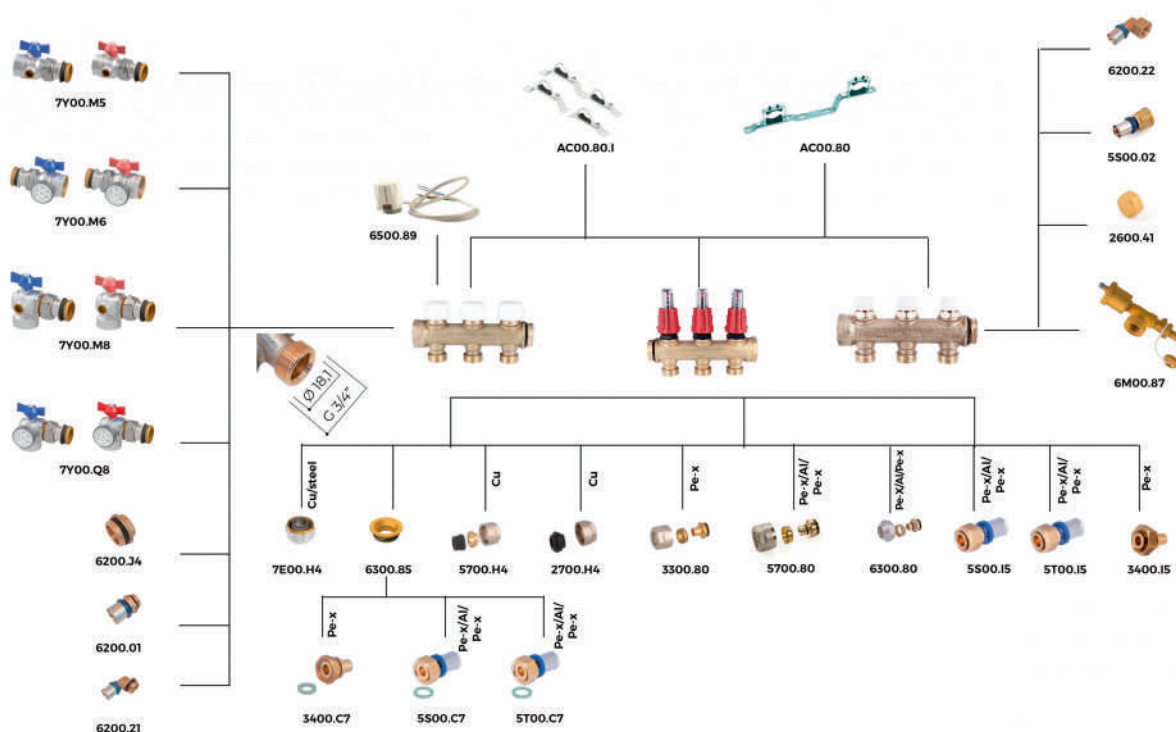 7Y00.M5
7Y00.M6
7Y00.M8
7Y00.Q8
6200.J4
6200.01
6200.21
AC00.80.I
AC00.80
6500.89
6200.22
5S00.02
2600.41
6M00.87
Ø 18,1
G 3/4"
Cu/steel
7E00.H4
6300.85
Cu
5700.H4
Cu
2700.H4
Pe-x
3300.80
Pe-x/Al/
Pe-x
5700.80
Pe-X/Al/Pe-x
6300.80
Pe-x/Al/
Pe-x
5S00.I5
Pe-x/Al/
Pe-x
5T00.I5
Pe-x
3400.I5
Pe-x
3400.C7
Pe-x/Al/
Pe-x
5S00.C7
Pe-x/Al/
Pe-x
5T00.C7